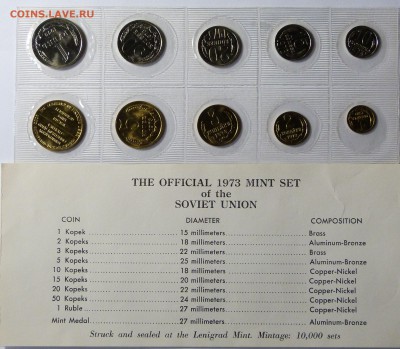 COINS.LAVE.RU
THE OFFICIAL 1973 MINT SET
of the
SOVIET UNION
COIN DIAMETER COMPOSITION
1 Kopek 15 millimeters Brass
2 Kopeks 18 millimeters Aluminum-Bronze
3 Kopeks 22 millimeters Brass
5 Kopeks 25 millimeters Aluminum-Bronze
10 Kopeks 18 millimeters Copper-Nickel
15 Kopeks 20 millimeters Copper-Nickel
20 Kopeks 22 millimeters Copper-Nickel
50 Kopeks 24 millimeters Copper-Nickel
1 Ruble 27 millimeters Copper-Nickel
Mint Medal 27 millimeters Aluminum-Bronze
Struck and sealed at the Lenigrad Mint. Mintage: 10,000 sets